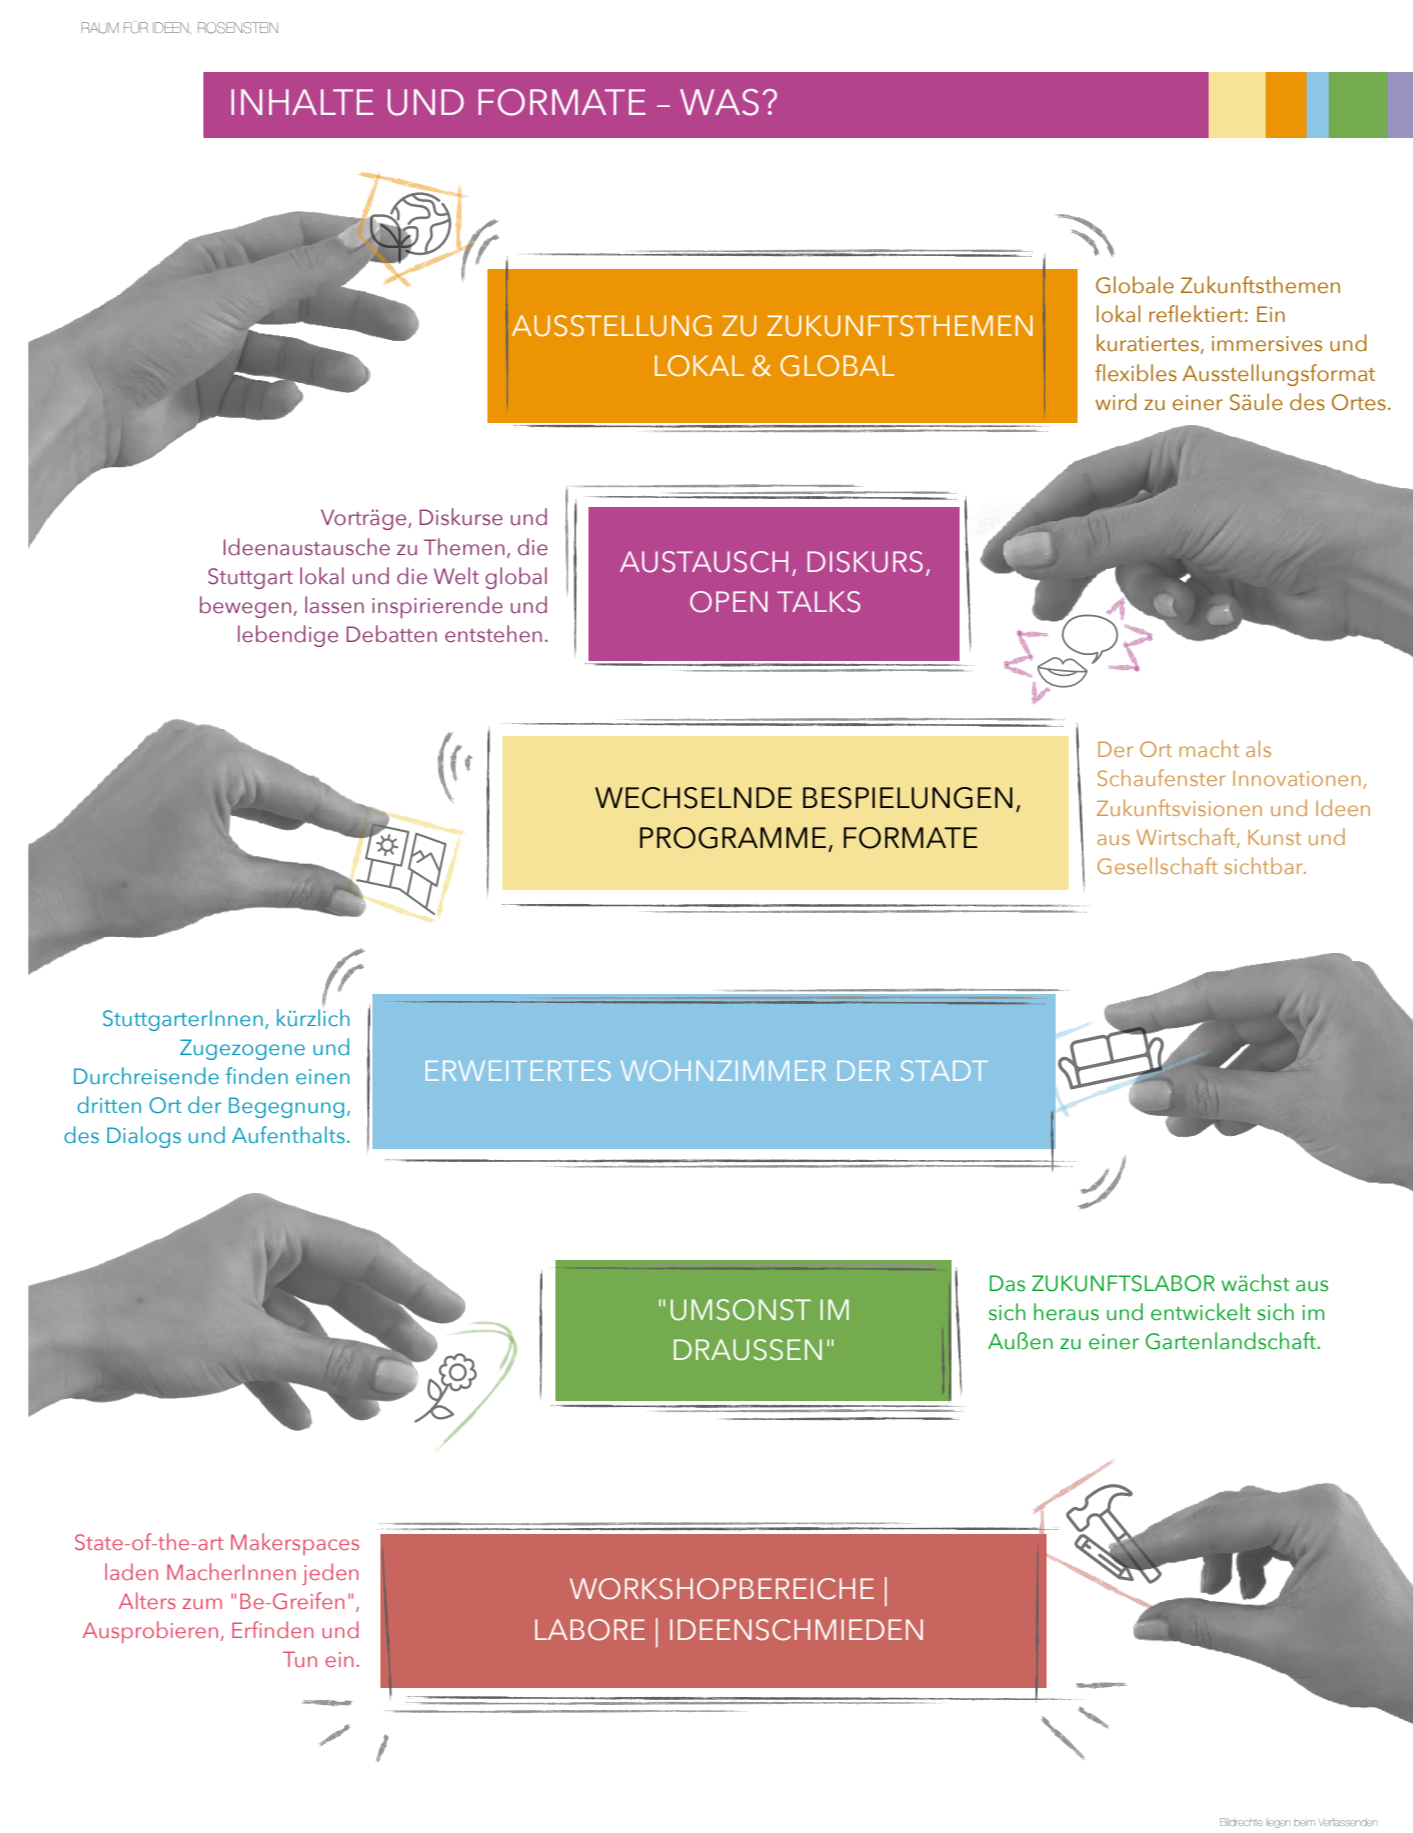 RAUM FÜR IDEEN, ROSENSTEIN
INHALTE UND FORMATE – WAS?
AUSSTELLUNG ZU ZUKUNFTSTHEMEN
LOKAL & GLOBAL
Globale Zukunftsthemen
lokal reflektiert: Ein
kuratiertes, immersives und
flexibles Ausstellungsformat
wird zu einer Säule des Ortes.
Vorträge, Diskurse und
Ideenaustausche zu Themen, die
Stuttgart lokal und die Welt global
bewegen, lassen inspirierende und
lebendige Debatten entstehen.
AUSTAUSCH, DISKURS,
OPEN TALKS
WECHSELNDE BESPIELUNGEN,
PROGRAMME, FORMATE
Der Ort macht als
Schaufenster Innovationen,
Zukunftsvisionen und Ideen
aus Wirtschaft, Kunst und
Gesellschaft sichtbar.
StuttgarterInnen, kürzlich
Zugezogene und
Durchreisende finden einen
dritten Ort der Begegnung,
des Dialogs und Aufenthalts.
ERWEITERTES WOHNZIMMER DER STADT
"UMSONST IM
DRAUSSEN"
Das ZUKUNFTSLABOR wächst aus
sich heraus und entwickelt sich im
Außen zu einer Gartenlandschaft.
State-of-the-art Makerspaces
laden MacherInnen jeden
Alters zum "Be-Greifen",
Ausprobieren, Erfinden und
Tun ein.
WORKSHOPBEREICHE |
LABORE | IDEENSCHMIEDEN
Bildrechte liegen beim Verfassenden